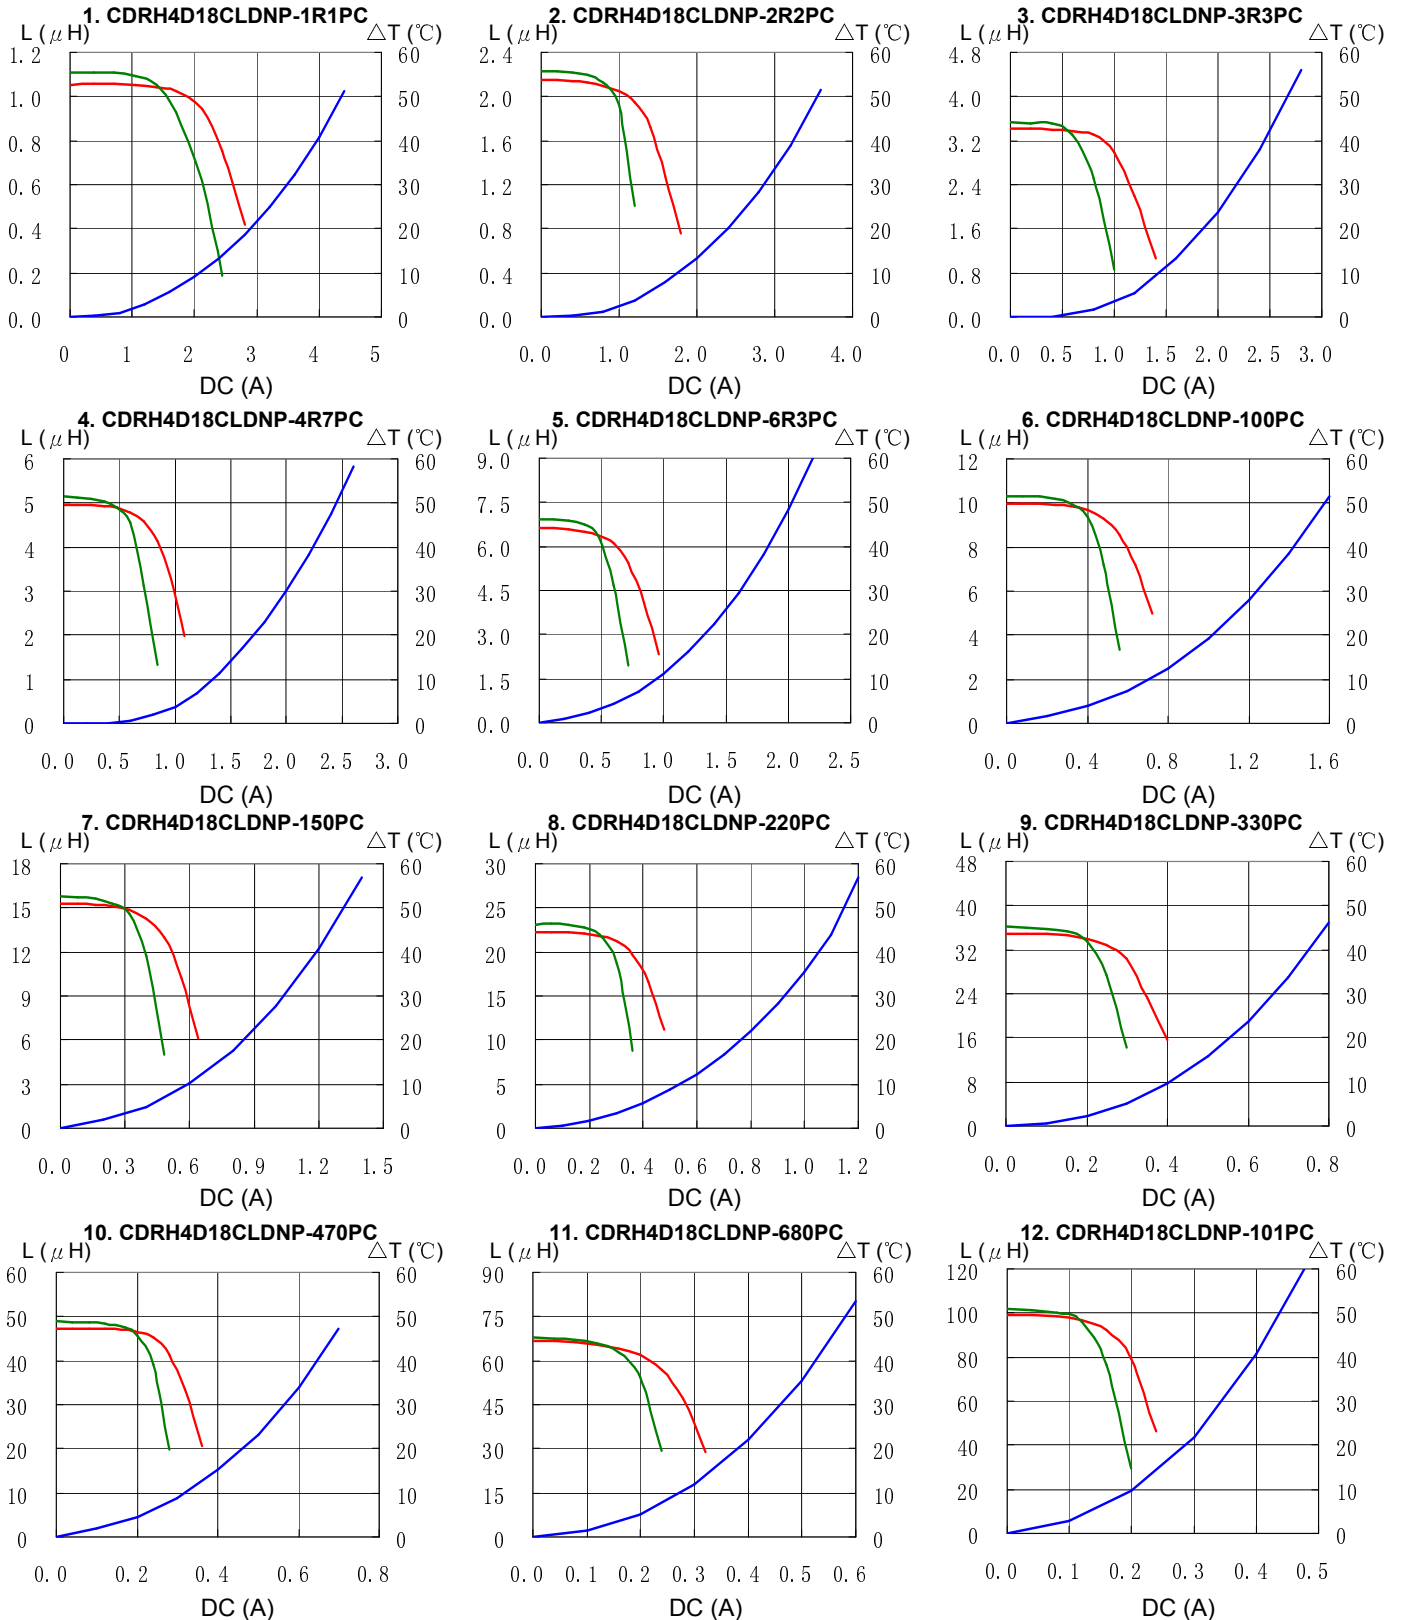 1. CDRH4D18CLDNP-1R1PC
L (μH) △T (℃)
1.2 60
1.0 50
0.8 40
0.6 30
0.4 20
0.2 10
0.0 0
0 1 2 3 4 5
DC (A)
2. CDRH4D18CLDNP-2R2PC
L (μH) △T (℃)
2.4 60
2.0 50
1.6 40
1.2 30
0.8 20
0.4 10
0.0 0
0.0 1.0 2.0 3.0 4.0
DC (A)
3. CDRH4D18CLDNP-3R3PC
L (μH) △T (℃)
4.8 60
4.0 50
3.2 40
2.4 30
1.6 20
0.8 10
0.0 0
0.0 0.5 1.0 1.5 2.0 2.5 3.0
DC (A)
4. CDRH4D18CLDNP-4R7PC
L (μH) △T (℃)
6 60
5 50
4 40
3 30
2 20
1 10
0 0
0.0 0.5 1.0 1.5 2.0 2.5 3.0
DC (A)
5. CDRH4D18CLDNP-6R3PC
L (μH) △T (℃)
9.0 60
7.5 50
6.0 40
4.5 30
3.0 20
1.5 10
0.0 0
0.0 0.5 1.0 1.5 2.0 2.5
DC (A)
6. CDRH4D18CLDNP-100PC
L (μH) △T (℃)
12 60
10 50
8 40
6 30
4 20
2 10
0 0
0.0 0.4 0.8 1.2 1.6
DC (A)
7. CDRH4D18CLDNP-150PC
L (μH) △T (℃)
18 60
15 50
12 40
9 30
6 20
3 10
0 0
0.0 0.3 0.6 0.9 1.2 1.5
DC (A)
8. CDRH4D18CLDNP-220PC
L (μH) △T (℃)
30 60
25 50
20 40
15 30
10 20
5 10
0 0
0.0 0.2 0.4 0.6 0.8 1.0 1.2
DC (A)
9. CDRH4D18CLDNP-330PC
L (μH) △T (℃)
48 60
40 50
32 40
24 30
16 20
8 10
0 0
0.0 0.2 0.4 0.6 0.8
DC (A)
10. CDRH4D18CLDNP-470PC
L (μH) △T (℃)
60 60
50 50
40 40
30 30
20 20
10 10
0 0
0.0 0.2 0.4 0.6 0.8
DC (A)
11. CDRH4D18CLDNP-680PC
L (μH) △T (℃)
90 60
75 50
60 40
45 30
30 20
15 10
0 0
0.0 0.1 0.2 0.3 0.4 0.5 0.6
DC (A)
12. CDRH4D18CLDNP-101PC
L (μH) △T (℃)
120 60
100 50
80 40
60 30
40 20
20 10
0 0
0.0 0.1 0.2 0.3 0.4 0.5
DC (A)